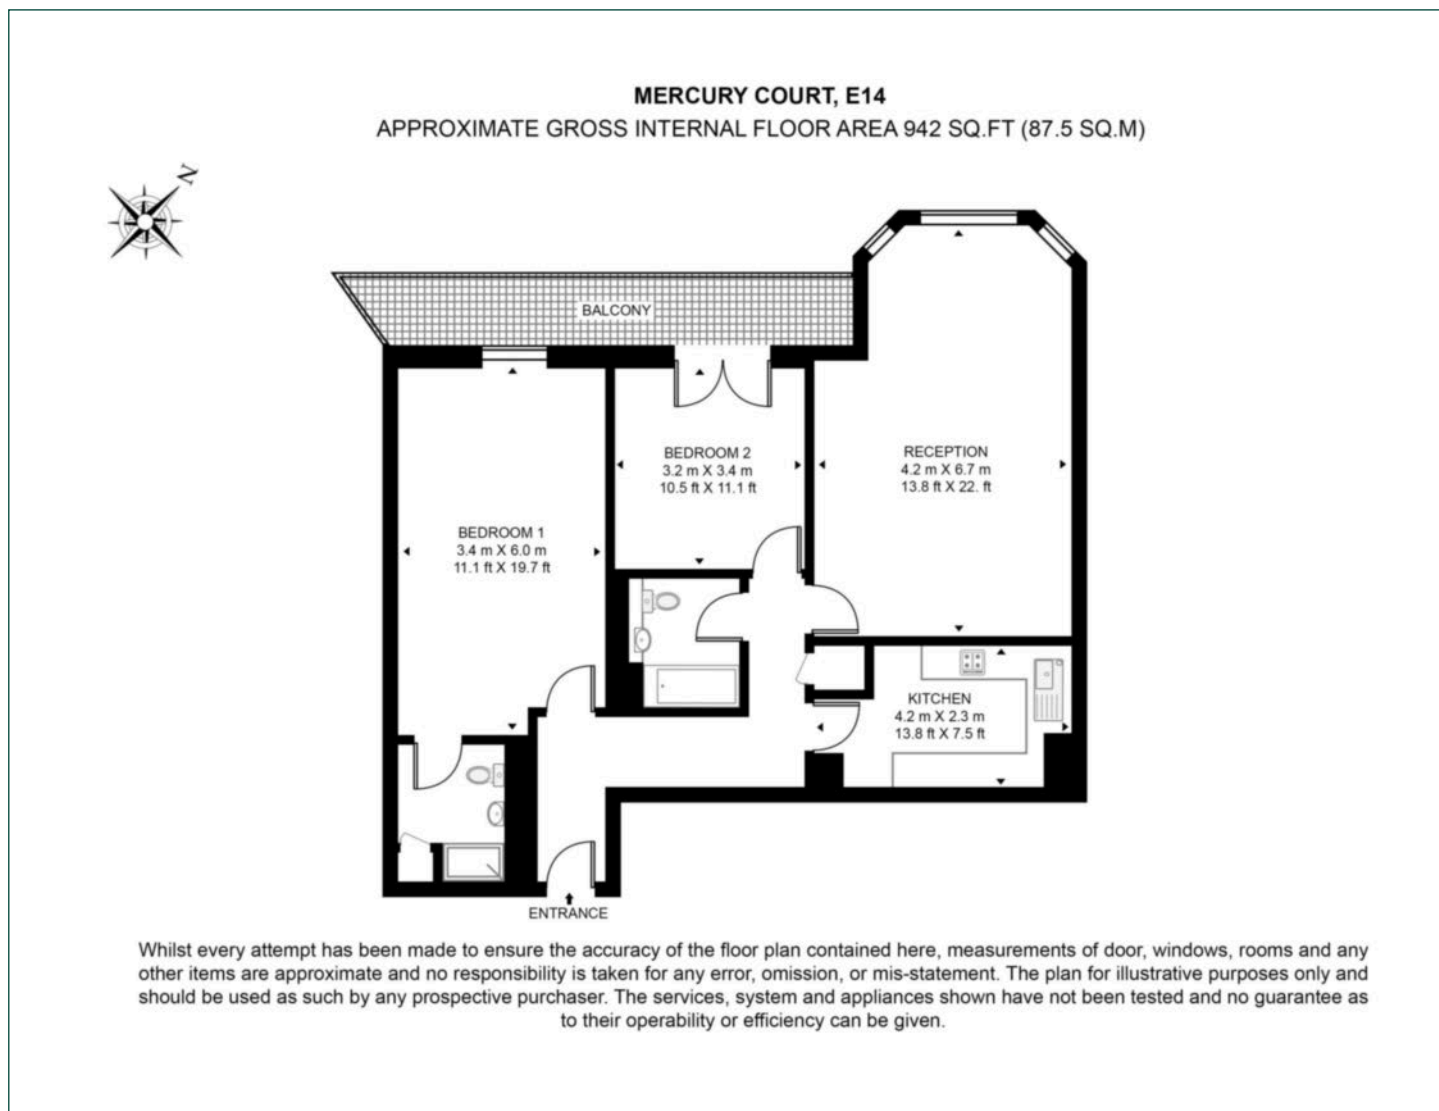 MERCURY COURT, E14
APPROXIMATE GROSS INTERNAL FLOOR AREA 942 SQ.FT (87.5 SQ.M)
N
BALCONY
BEDROOM 2
3.2 m X 3.4 m
10.5 ft X 11.1 ft
RECEPTION
4.2 m X 6.7 m
13.8 ft X 22. ft
BEDROOM 1
3.4 m X 6.0 m
11.1 ft X 19.7 ft
KITCHEN
4.2 m X 2.3 m
13.8 ft X 7.5 ft
ENTRANCE
Whilst every attempt has been made to ensure the accuracy of the floor plan contained here, measurements of door, windows, rooms and any
other items are approximate and no responsibility is taken for any error, omission, or mis-statement. The plan for illustrative purposes only and
should be used as such by any prospective purchaser. The services, system and appliances shown have not been tested and no guarantee as
to their operability or efficiency can be given.